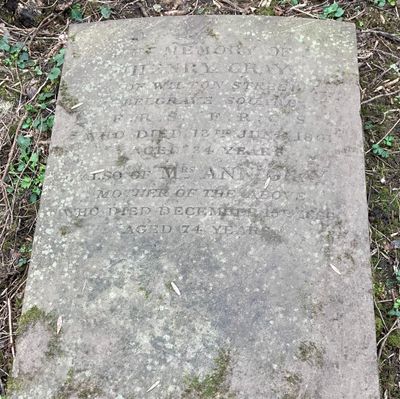 IN MEMORY OF
HENRY GRAY
OF WILTON STREET
BELGRAVE SQUARE
F.R.S. F.R.C.S
WHO DIED 12TH JUNE 1861
AGED 34 YEARS
ALSO OF MRS ANN GRAY
MOTHER OF THE ABOVE
WHO DIED DECEMBER
AGED 74 YEARS